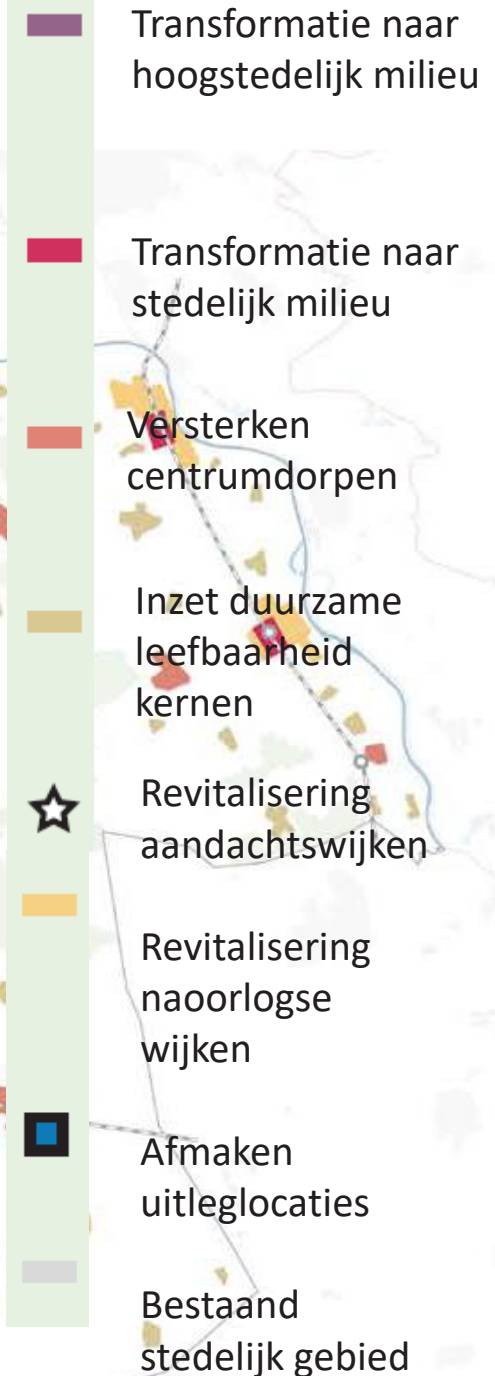 Transformatie naar
hoogstedelijk milieu
Transformatie naar
stedelijk milieu
Versterken
centrumdorpen
Inzet duurzame
leefbaarheid
kernen
Revitalisering
aandachtswijken
Revitalisering
naoorlogse
wijken
Afmaken
uitleglocaties
Bestaand
stedelijk gebied